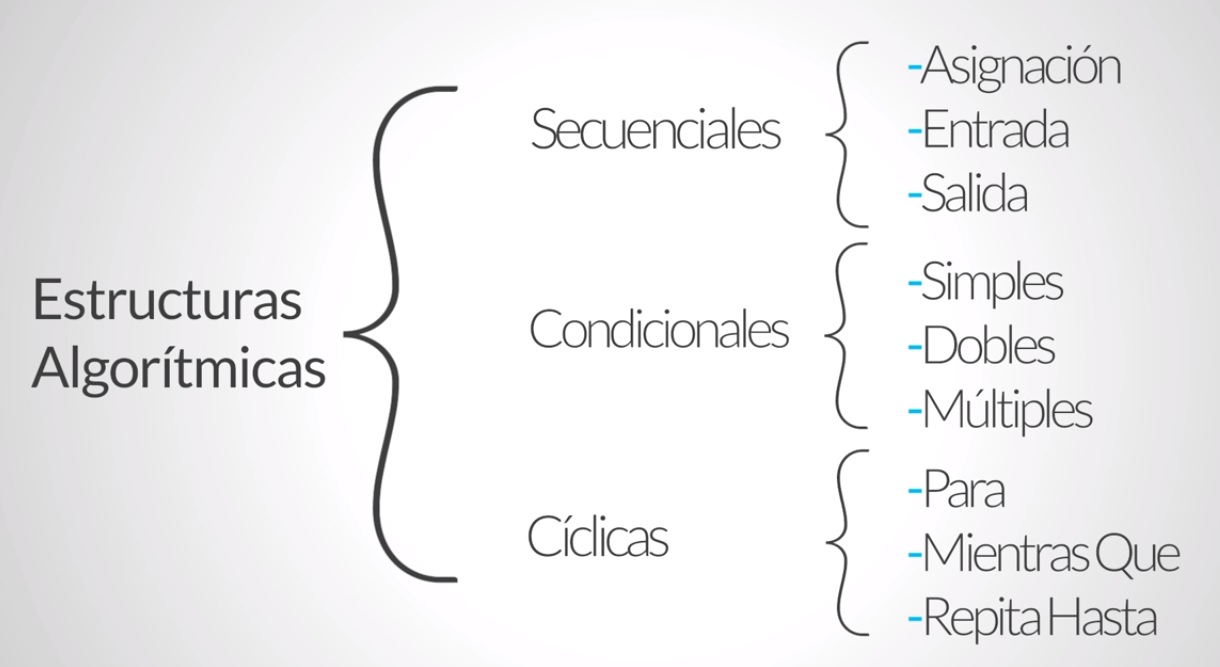 Estructuras
Algorítmicas
Secuenciales
-Asignación
-Entrada
-Salida
Condicionales
-Simples
-Dobles
-Múltiples
Cíclicas
-Para
-Mientras Que
-Repita Hasta